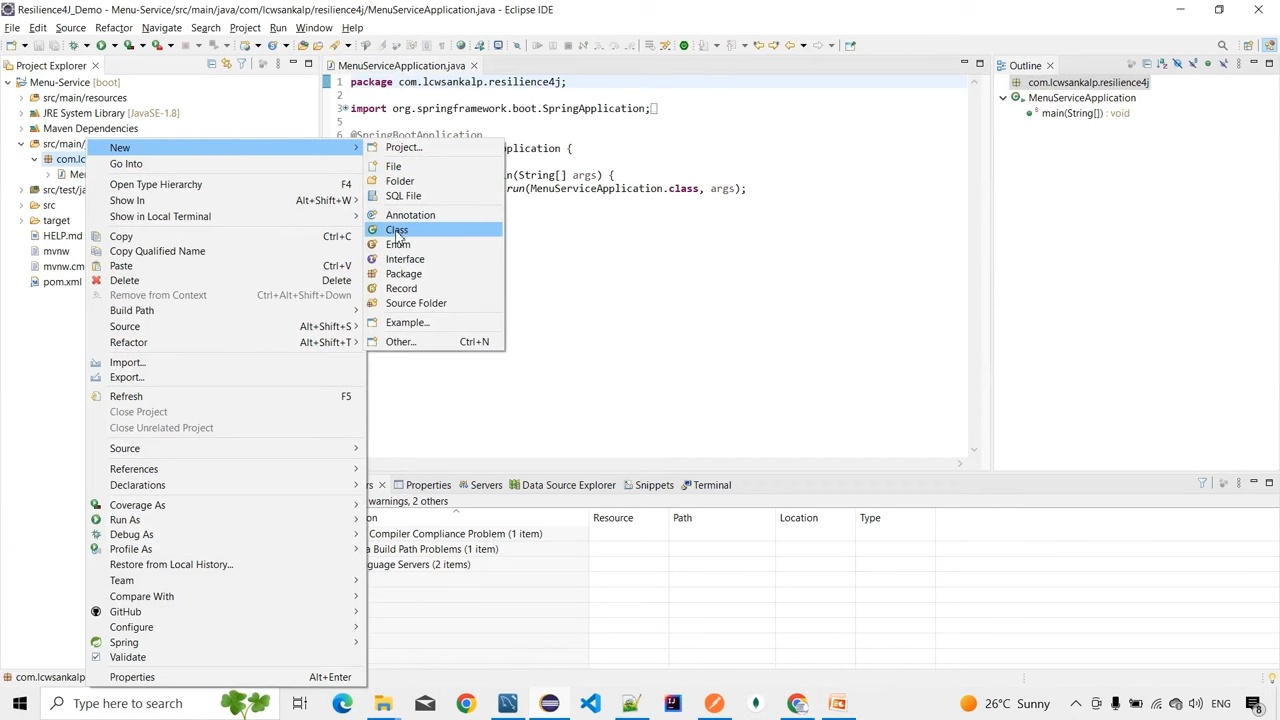 Resilience4J_Demo - Menu-Service/src/main/java/com/lcwsankalp/resilience4j/MenuServiceApplication.java - Eclipse IDE
File Edit Source Refactor Navigate Search Project Run Window Help
Project Explorer
Menu-Service [boot]
src/main/resources
JRE System Library [JavaSE-1.8]
Maven Dependencies
src/main/
com.lc
Me
src/test/ja
src
target
HELP.md
mvnw
mvnw.cm
pom.xml
New
Go Into
Open Type Hierarchy F4
Show In Alt+Shift+W
Show in Local Terminal
Copy Ctrl+C
Copy Qualified Name
Paste Ctrl+V
Delete Delete
Remove from Context Ctrl+Alt+Shift+Down
Build Path
Source Alt+Shift+S
Refactor Alt+Shift+T
Import...
Export...
Refresh F5
Close Project
Close Unrelated Project
Source
References
Declarations
Coverage As
Run As
Debug As
Profile As
Restore from Local History...
Team
Compare With
GitHub
Configure
Spring
Validate
Properties Alt+Enter
Project...
File
Folder
SQL File
Annotation
Class
Enum
Interface
Package
Record
Source Folder
Example...
Other... Ctrl+N
MenuServiceApplication.java
1 package com.lcwsankalp.resilience4j;
2
3 import org.springframework.boot.SpringApplication;
5
6 @SpringBootApplication
pplication {
n(String[] args) {
run(MenuServiceApplication.class, args);
Outline
com.lcwsankalp.resilience4j
MenuServiceApplication
main(String[]) : void
rs Properties Servers Data Source Explorer Snippets Terminal
warnings, 2 others
on Resource Path Location Type
Compiler Compliance Problem (1 item)
a Build Path Problems (1 item)
guage Servers (2 items)
com.lcwsankalp
Type here to search
26°C Sunny
ENG
8